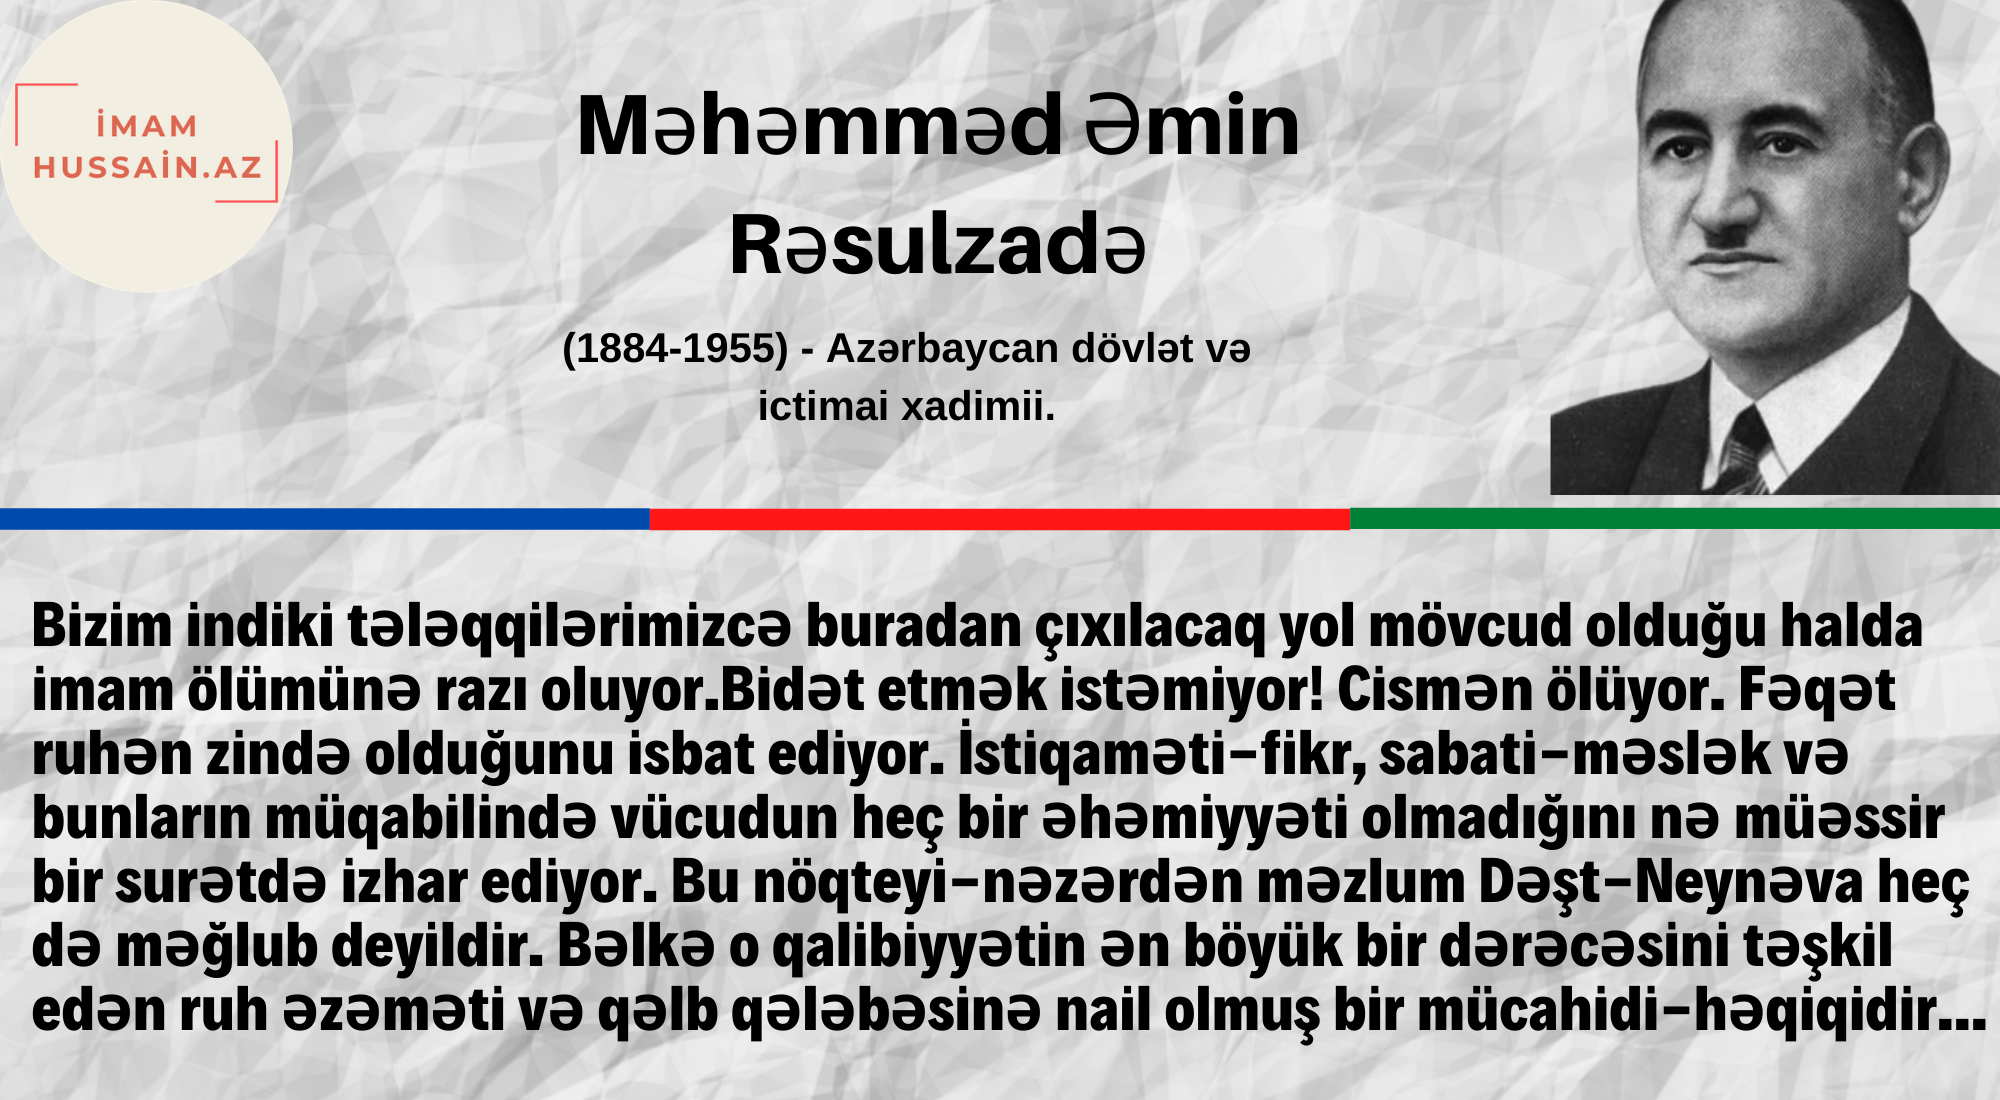 İMAM
HUSSAİN.AZ
Məhəmməd Əmin
Rəsulzadə
(1884-1955) - Azərbaycan dövlət və
ictimai xadimii.
Bizim indiki tələqqilərimizcə buradan çıxılacaq yol mövcud olduğu halda
imam ölümünə razı oluyor.Bidət etmək istəmiyor! Cismən ölüyor. Fəqət
ruhən zində olduğunu isbat ediyor. İstiqaməti-fikr, sabati-məslək və
bunların müqabilində vücudun heç bir əhəmiyyəti olmadığını nə müəssir
bir surətdə izhar ediyor. Bu nöqteyi-nəzərdən məzlum Dəşt-Neynəva heç
də məğlub deyildir. Bəlkə o qalibiyyətin ən böyük bir dərəcəsini təşkil
edən ruh əzəməti və qəlb qələbəsinə nail olmuş bir mücahidi-həqiqidir...